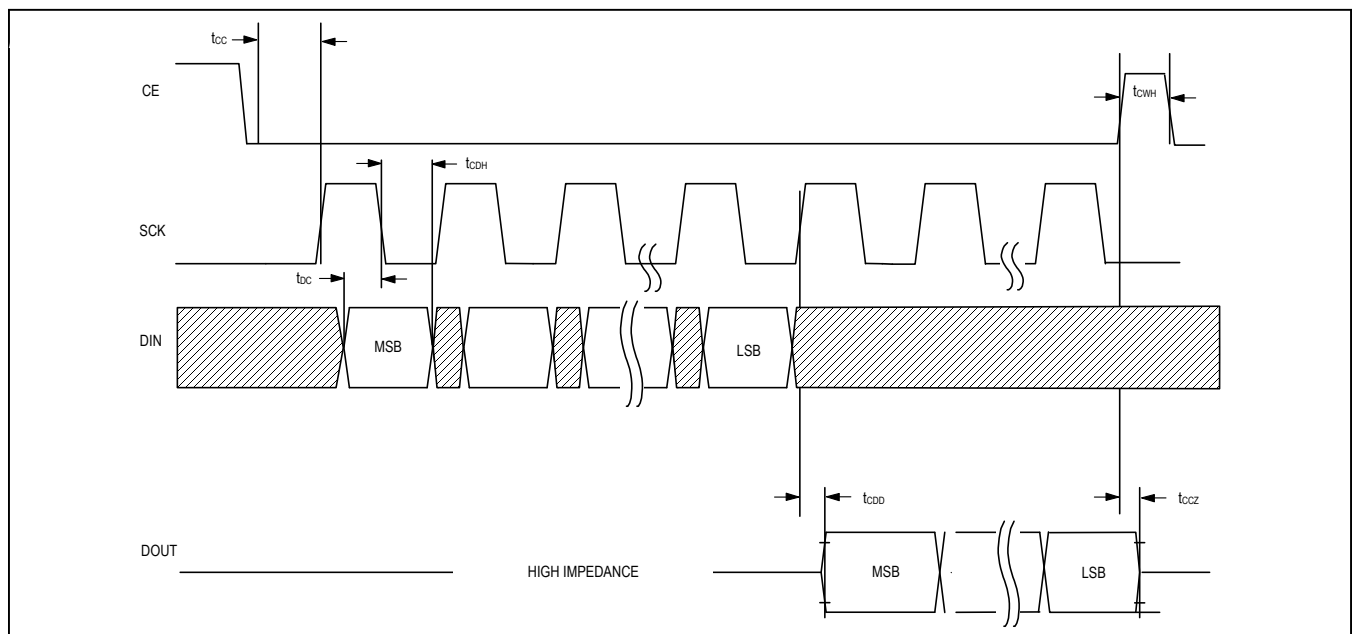 tCC
CE
tCWH
tCDH
SCK
tDC
DIN
MSB
LSB
tCDD
tCCZ
DOUT
HIGH IMPEDANCE
MSB
LSB